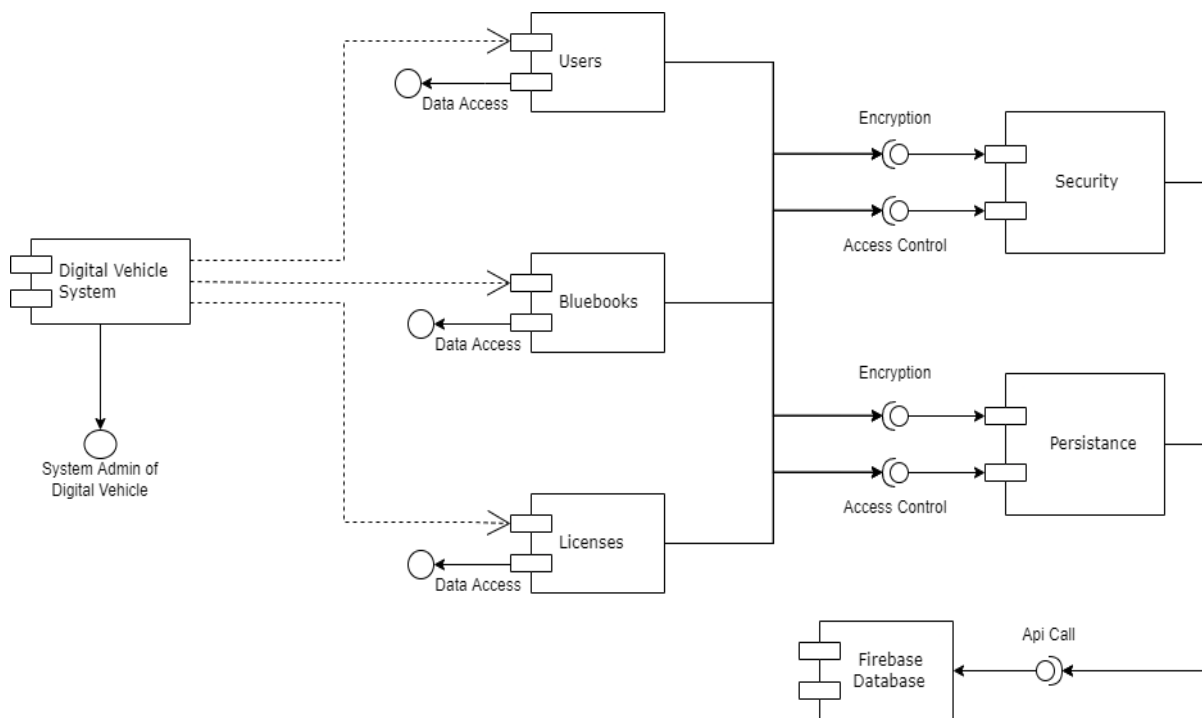 Users
Data Access
Encryption
Security
Access Control
Digital Vehicle
System
Bluebooks
Data Access
Encryption
Persistance
Access Control
System Admin of
Digital Vehicle
Licenses
Data Access
Api Call
Firebase
Database